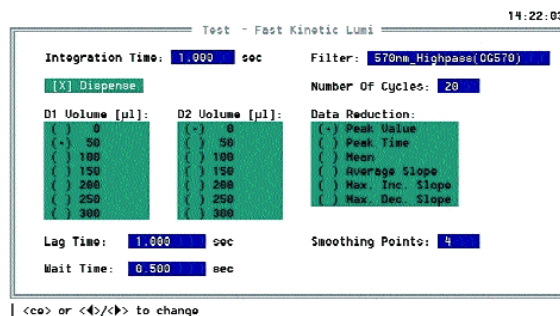 14:22:03
Test - Fast Kinetic Lumi
Integration Time: 1.000 sec Filter: 570nm_Highpass(OG570)
[X] Dispense Number Of Cycles: 20
D1 Volume [µl]: D2 Volume [µl]: Data Reduction:
( ) 0 (·) 0 (·) Peak Value
(·) 50 ( ) 50 ( ) Peak Time
( ) 100 ( ) 100 ( ) Mean
( ) 150 ( ) 150 ( ) Average Slope
( ) 200 ( ) 200 ( ) Max. Inc. Slope
( ) 250 ( ) 250 ( ) Max. Dec. Slope
( ) 300 ( ) 300
Lag Time: 1.000 sec Smoothing Points: 4
Wait Time: 0.500 sec
<ce> or <◀>/<▶> to change